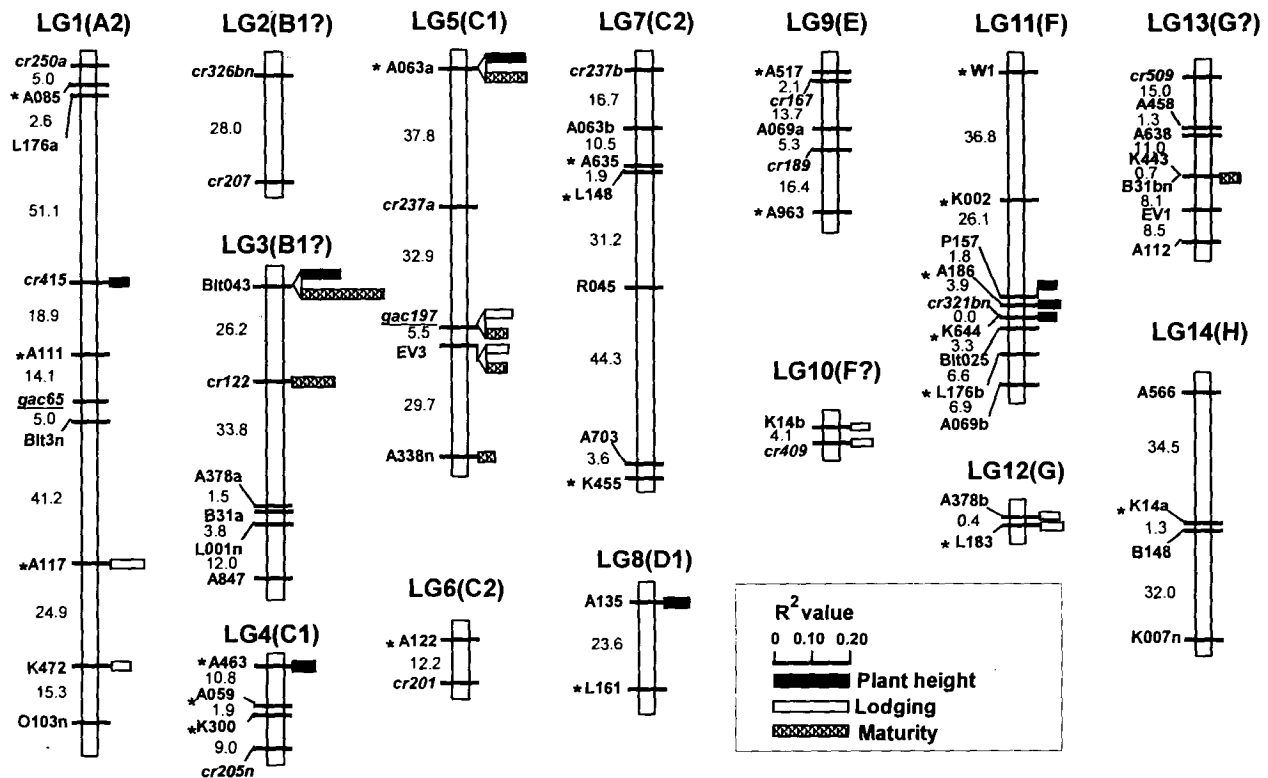 LG1(A2)
cr250a
5.0
* A085
2.6
L176a
51.1
cr415
18.9
*A111
14.1
gac65
5.0
Blt3n
41.2
*A117
24.9
K472
15.3
O103n
LG2(B1?)
cr326bn
28.0
cr207
LG3(B1?)
Blt043
26.2
cr122
33.8
A378a
1.5
B31a
3.8
L001n
12.0
A847
LG4(C1)
*A463
10.8
*A059
1.9
*K300
9.0
cr205n
LG5(C1)
* A063a
37.8
cr237a
32.9
gac197
5.5
EV3
29.7
A338n
LG6(C2)
* A122
12.2
cr201
LG7(C2)
cr237b
16.7
A063b
10.5
* A635
1.9
* L148
31.2
R045
44.3
A703
3.6
* K455
LG8(D1)
A135
23.6
* L161
LG9(E)
*A517
2.1
cr167
13.7
A069a
5.3
cr189
16.4
* A963
LG10(F?)
K14b
4.1
cr409
LG11(F)
* W1
36.8
* K002
26.1
P157
1.8
* A186
3.9
cr321bn
0.0
* K644
3.3
Blt025
6.6
* L176b
6.9
A069b
LG12(G)
A378b
0.4
* L183
LG13(G?)
cr509
15.0
A458
1.3
A638
11.0
K443
0.7
B31bn
8.1
EV1
8.5
A112
LG14(H)
A566
34.5
* K14a
1.3
B148
32.0
K007n
R² value
0 0.10 0.20
Plant height
Lodging
Maturity